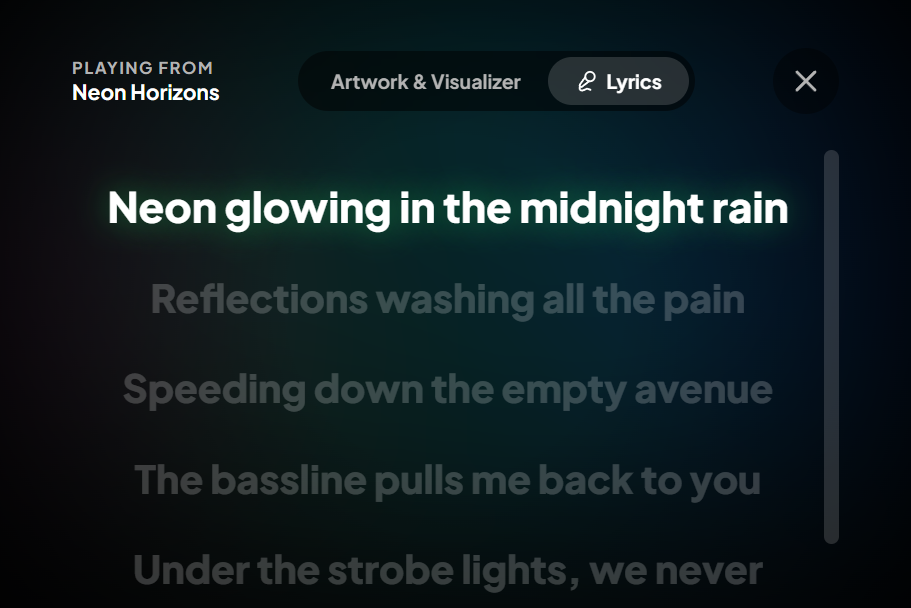 PLAYING FROM
Neon Horizons
Artwork & Visualizer
Lyrics
Neon glowing in the midnight rain
Reflections washing all the pain
Speeding down the empty avenue
The bassline pulls me back to you
Under the strobe lights, we never